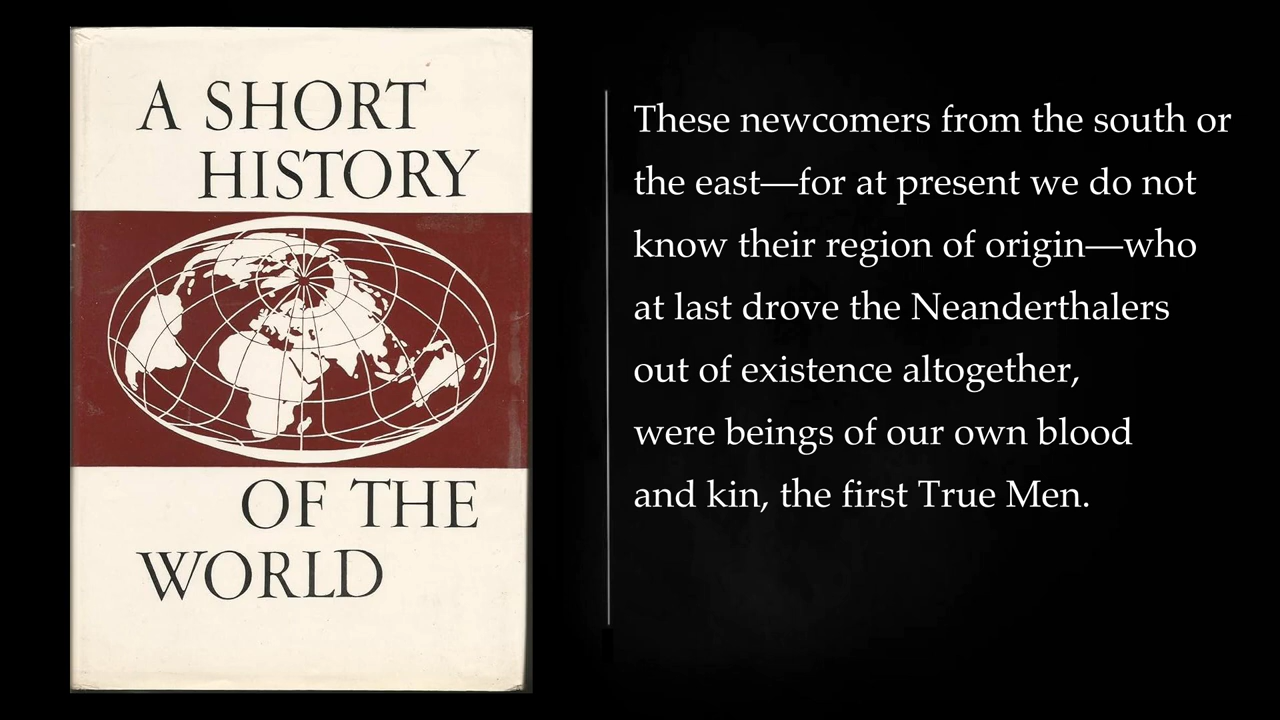 A SHORT
HISTORY
OF THE
WORLD
These newcomers from the south or
the east—for at present we do not
know their region of origin—who
at last drove the Neanderthalers
out of existence altogether,
were beings of our own blood
and kin, the first True Men.